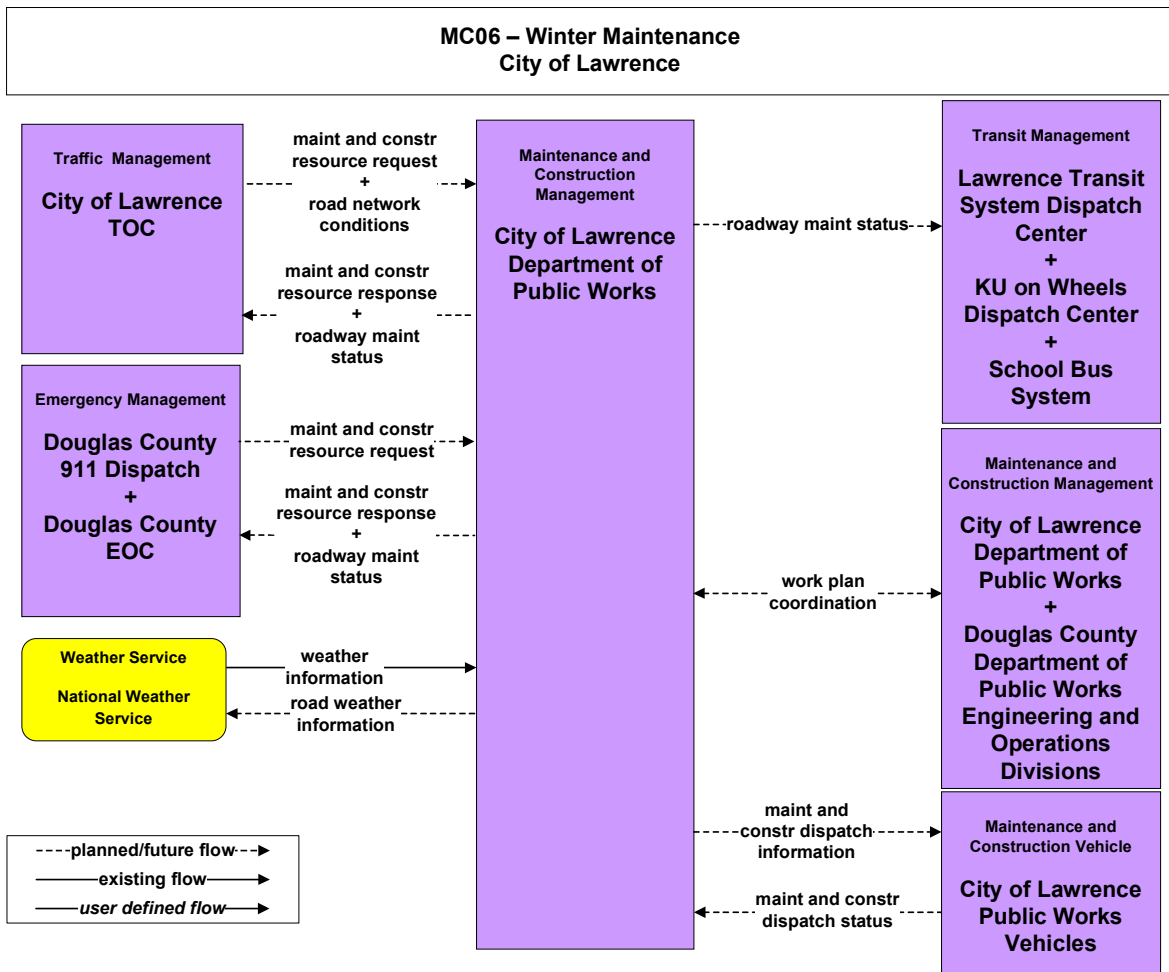 MC06 – Winter Maintenance
City of Lawrence
Traffic Management
City of Lawrence
TOC
maint and constr
resource request
+
road network
conditions
maint and constr
resource response
+
roadway maint
status
Emergency Management
Douglas County
911 Dispatch
+
Douglas County
EOC
maint and constr
resource request
maint and constr
resource response
+
roadway maint
status
Weather Service
National Weather
Service
weather
information
road weather
information
planned/future flow
existing flow
user defined flow
Maintenance and
Construction
Management
City of Lawrence
Department of
Public Works
roadway maint status
Transit Management
Lawrence Transit
System Dispatch
Center
+
KU on Wheels
Dispatch Center
+
School Bus
System
work plan
coordination
Maintenance and
Construction Management
City of Lawrence
Department of
Public Works
+
Douglas County
Department of
Public Works
Engineering and
Operations
Divisions
maint and
constr dispatch
information
maint and constr
dispatch status
Maintenance and
Construction Vehicle
City of Lawrence
Public Works
Vehicles